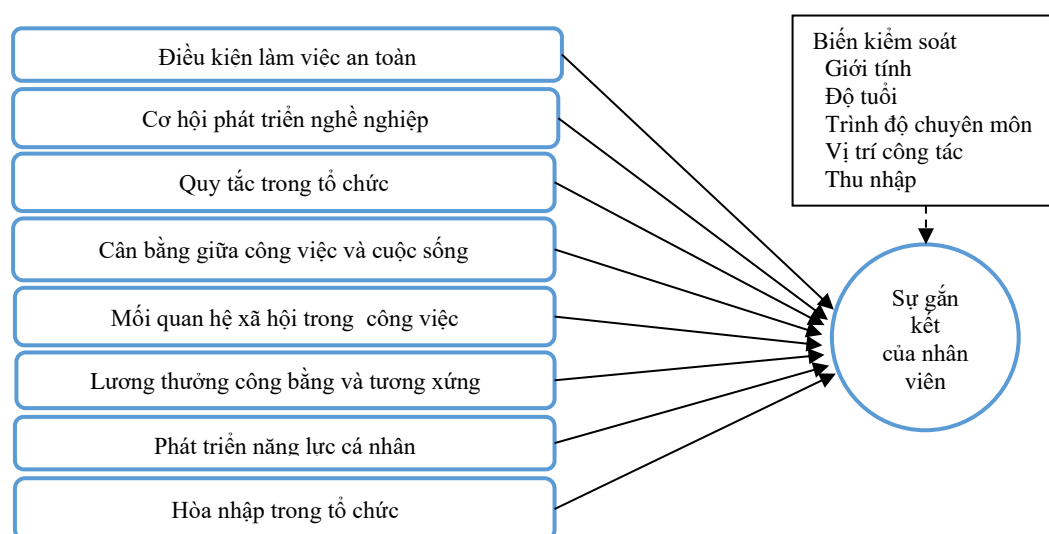 Điều kiện làm việc an toàn
Cơ hội phát triển nghề nghiệp
Quy tắc trong tổ chức
Cân bằng giữa công việc và cuộc sống
Mối quan hệ xã hội trong công việc
Lương thưởng công bằng và tương xứng
Phát triển năng lực cá nhân
Hòa nhập trong tổ chức
Biến kiểm soát
Giới tính
Độ tuổi
Trình độ chuyên môn
Vị trí công tác
Thu nhập
Sự gắn
kết
của nhân
viên